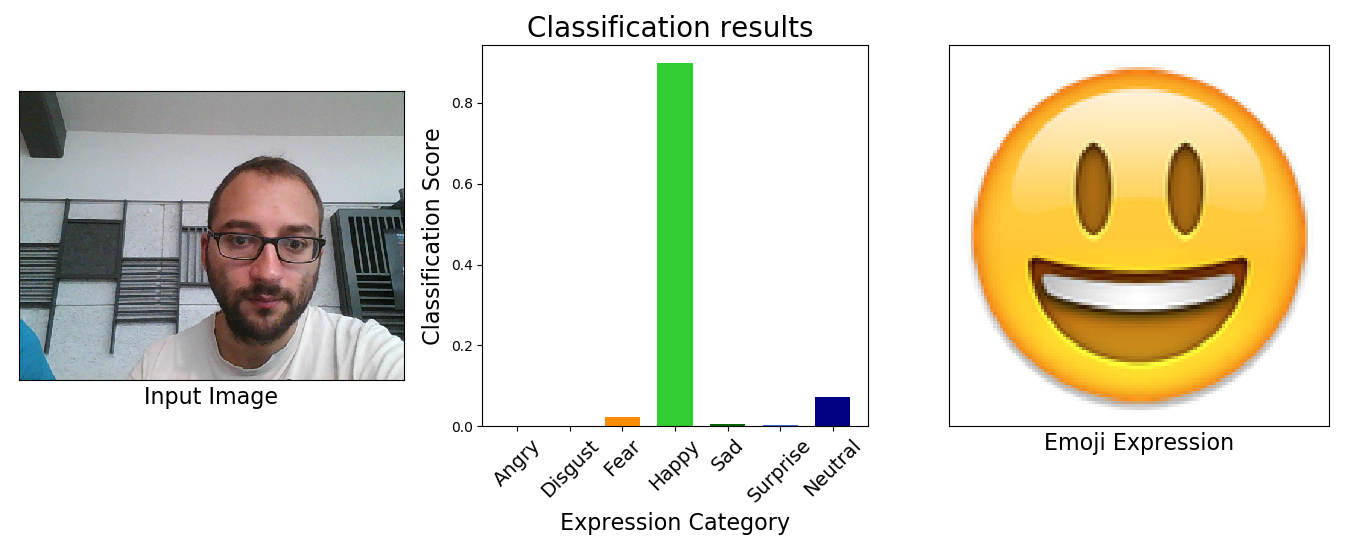 Classification results
Classification Score
0.8
0.6
0.4
0.2
0.0
Angry
Disgust
Fear
Happy
Sad
Surprise
Neutral
Expression Category
Input Image
Emoji Expression